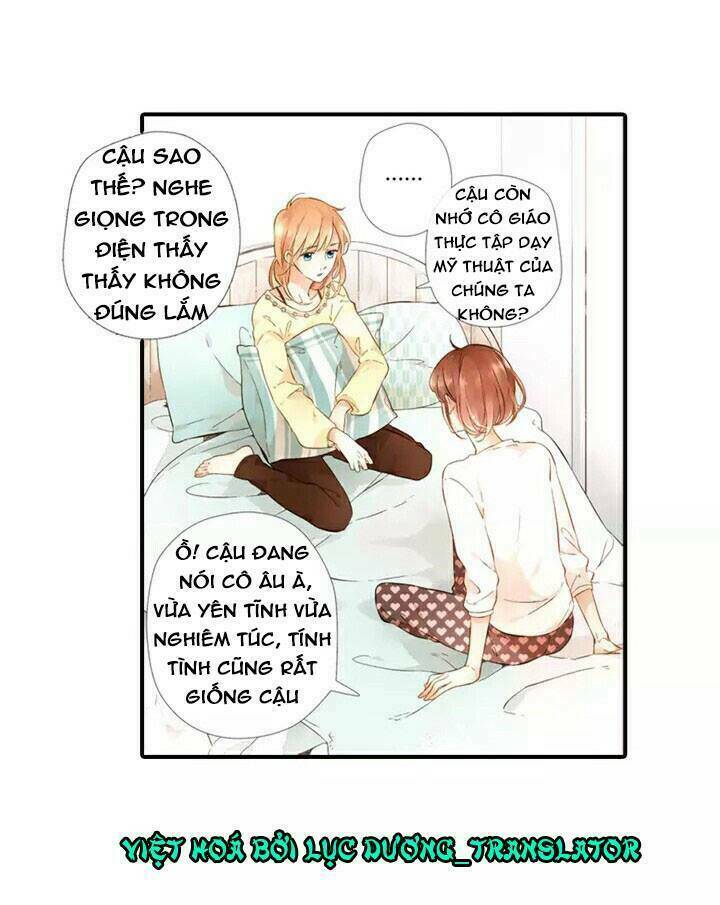 CẬU SAO
THẾ? NGHE
GIỌNG TRONG
ĐIỆN THẤY
THẤY KHÔNG
ĐÚNG LẮM
......
CẬU CÒN
NHỚ CÔ GIÁO
THỰC TẬP DẠY
MỸ THUẬT CỦA
CHÚNG TA
KHÔNG?
Ồ! CẬU ĐANG
NÓI CÔ ÂU À,
VỪA YÊN TĨNH VỪA
NGHIÊM TÚC, TÍNH
TÌNH CŨNG RẤT
GIỐNG CẬU
VIỆT HOÁ BỞI LỤC DƯƠNG_TRANSLATOR